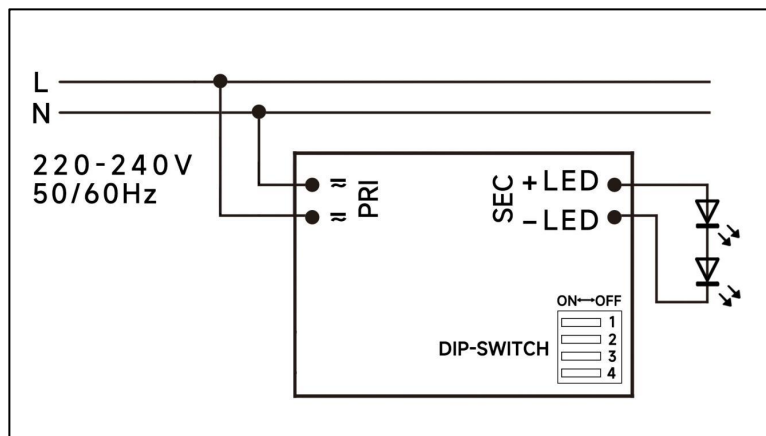 L
N
220-240V
50/60Hz
≂ PRI
≂
SEC +LED
-LED
ON↔OFF
1
2
DIP-SWITCH
3
4